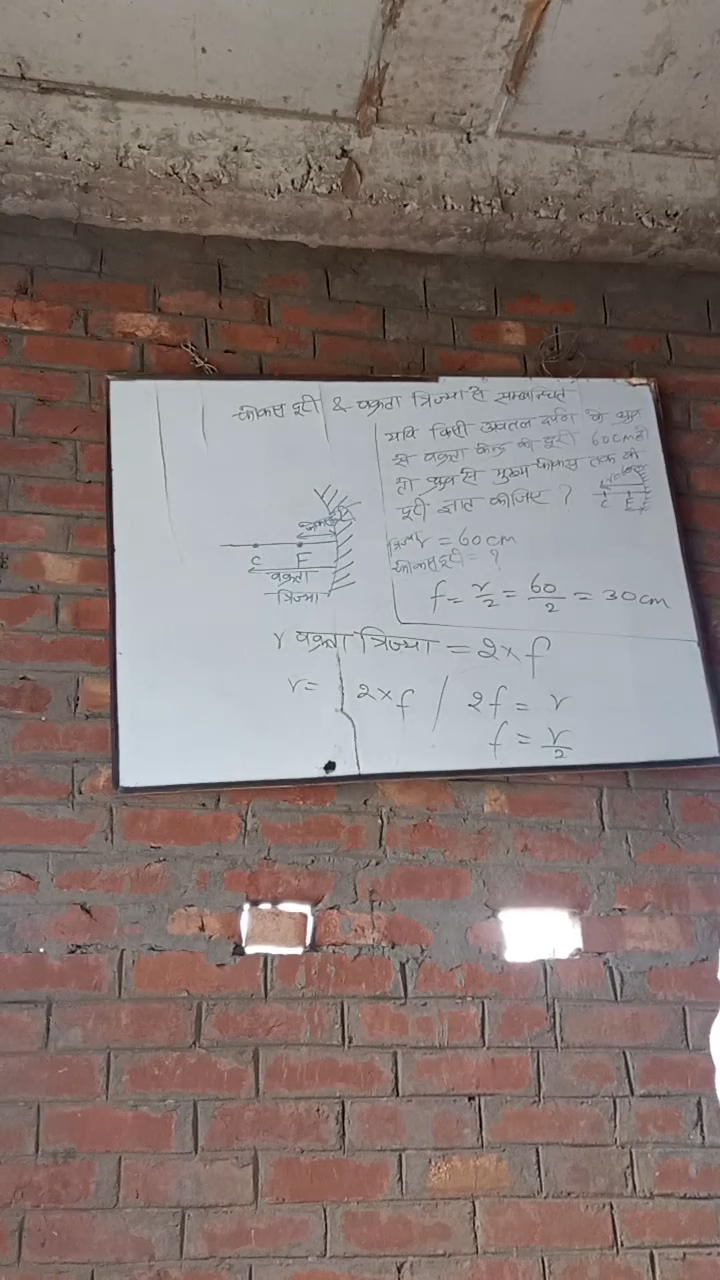 फोकस दूरी & वक्रता त्रिज्या से सम्बन्धित
यदि किसी अवतल दर्पण के ध्रुव
से वक्रता केन्द्र की दूरी 60cm हो
तो ध्रुव से मुख्य फोकस तक की
दूरी ज्ञात कीजिए ?
C F
r = 60cm
फोकस दूरी = ?
f = r/2 = 60/2 = 30cm
C F
वक्रता
त्रिज्या
r वक्रता त्रिज्या = 2×f
r = 2×f / 2f = r
f = r/2